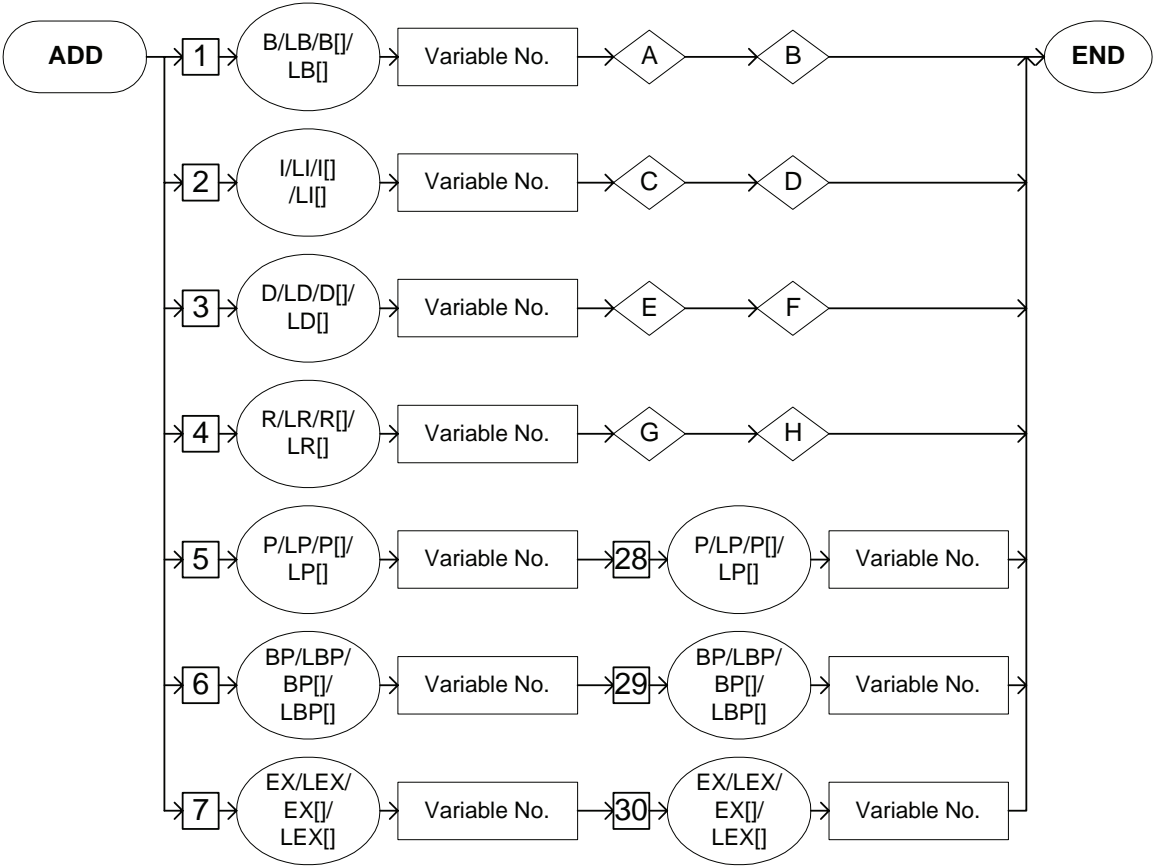 ADD
1
B/LB/B[]/
LB[]
Variable No.
A
B
END
2
I/LI/I[]
/LI[]
Variable No.
C
D
3
D/LD/D[]/
LD[]
Variable No.
E
F
4
R/LR/R[]/
LR[]
Variable No.
G
H
5
P/LP/P[]/
LP[]
Variable No.
28
P/LP/P[]/
LP[]
Variable No.
6
BP/LBP/
BP[]/
LBP[]
Variable No.
29
BP/LBP/
BP[]/
LBP[]
Variable No.
7
EX/LEX/
EX[]/
LEX[]
Variable No.
30
EX/LEX/
EX[]/
LEX[]
Variable No.